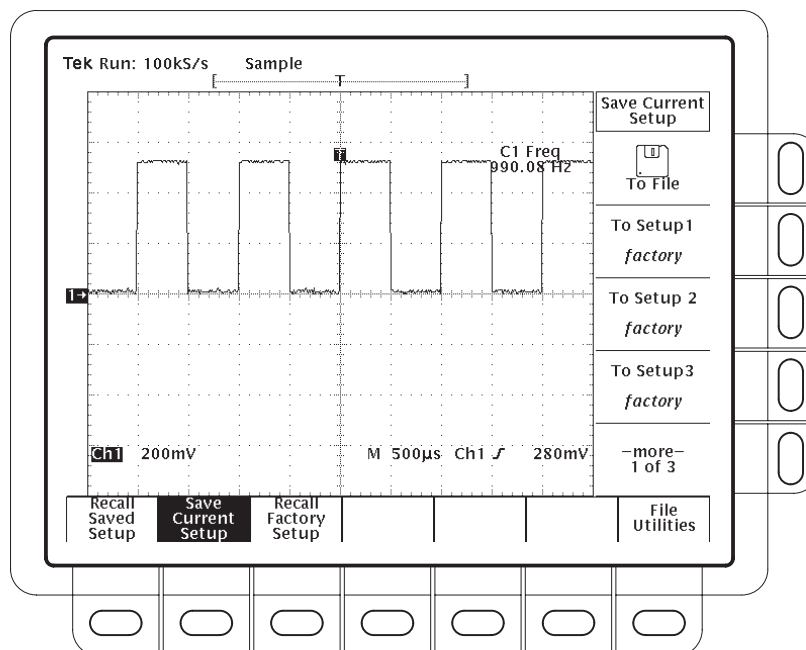 Tek Run: 100kS/s Sample
[ T ]
Save Current
Setup
T
C1 Freq
990.08 Hz
To File
To Setup1
factory
1→
To Setup 2
factory
To Setup3
factory
Ch1 200mV M 500µs Ch1 280mV
–more–
1 of 3
Recall
Saved
Setup
Save
Current
Setup
Recall
Factory
Setup
File
Utilities